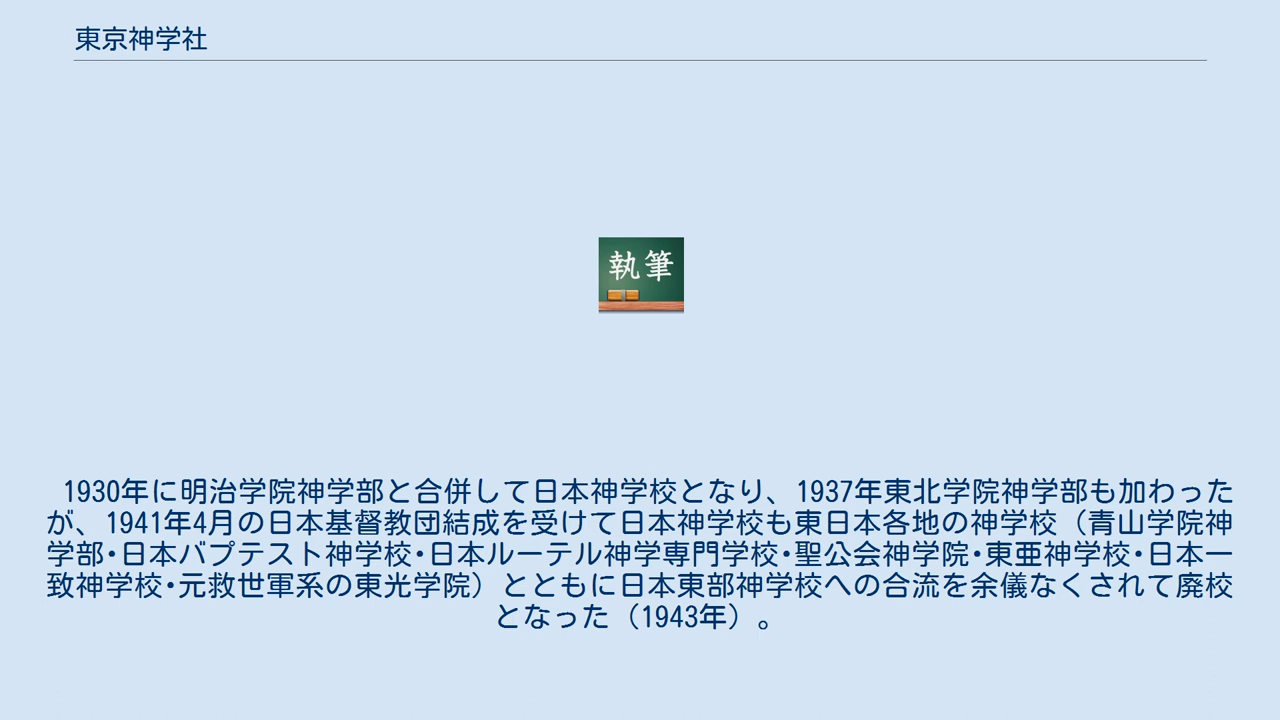 東京神学社
執筆
1930年に明治学院神学部と合併して日本神学校となり、1937年東北学院神学部も加わった
が、1941年4月の日本基督教団結成を受けて日本神学校も東日本各地の神学校（青山学院神
学部･日本バプテスト神学校･日本ルーテル神学専門学校･聖公会神学院･東亜神学校･日本一
致神学校･元救世軍系の東光学院）とともに日本東部神学校への合流を余儀なくされて廃校
となった（1943年）。